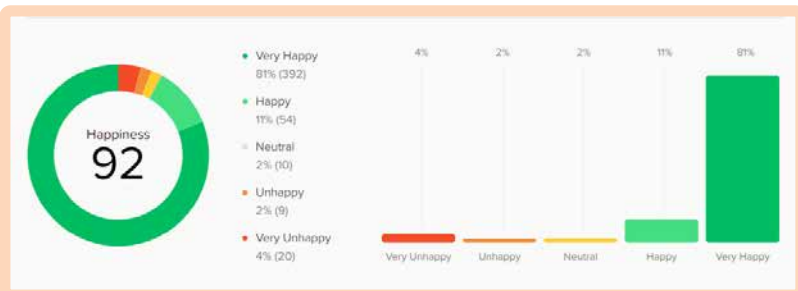 Happiness
92
Very Happy
81% (392)
Happy
11% (54)
Neutral
2% (10)
Unhappy
2% (9)
Very Unhappy
4% (20)
4% 2% 2% 11% 81%
Very Unhappy Unhappy Neutral Happy Very Happy